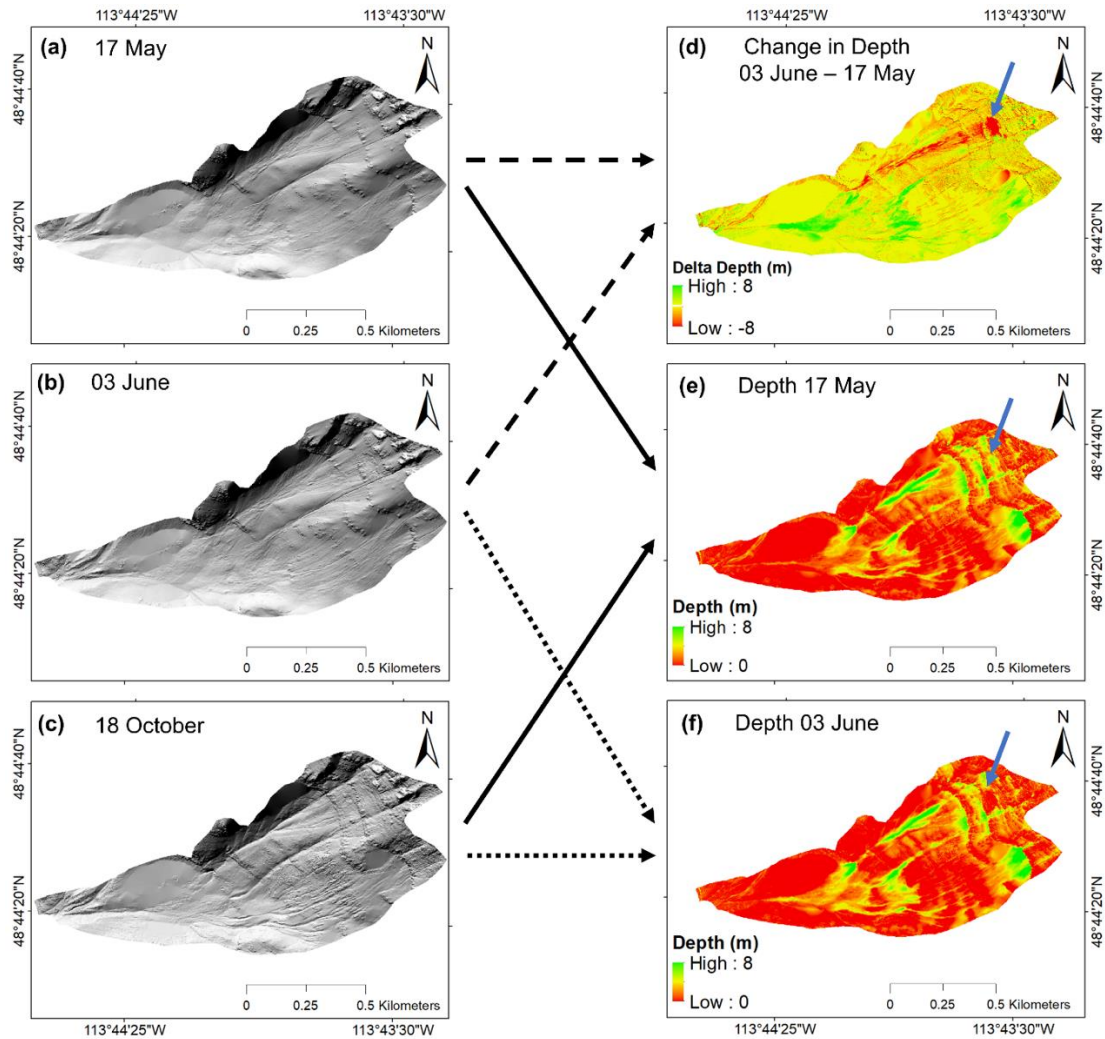 113°44'25"W
113°43'30"W
113°44'25"W
113°43'30"W
(a)
17 May
N
48°44'40"N
48°44'20"N
0
0.25
0.5 Kilometers
(d)
Change in Depth
03 June – 17 May
N
48°44'40"N
48°44'20"N
Delta Depth (m)
High : 8
Low : -8
0
0.25
0.5 Kilometers
(b)
03 June
N
48°44'40"N
48°44'20"N
0
0.25
0.5 Kilometers
(e)
Depth 17 May
N
48°44'40"N
48°44'20"N
Depth (m)
High : 8
Low : 0
0
0.25
0.5 Kilometers
(c)
18 October
N
48°44'40"N
48°44'20"N
0
0.25
0.5 Kilometers
(f)
Depth 03 June
N
48°44'40"N
48°44'20"N
Depth (m)
High : 8
Low : 0
0
0.25
0.5 Kilometers
113°44'25"W
113°43'30"W
113°44'25"W
113°43'30"W